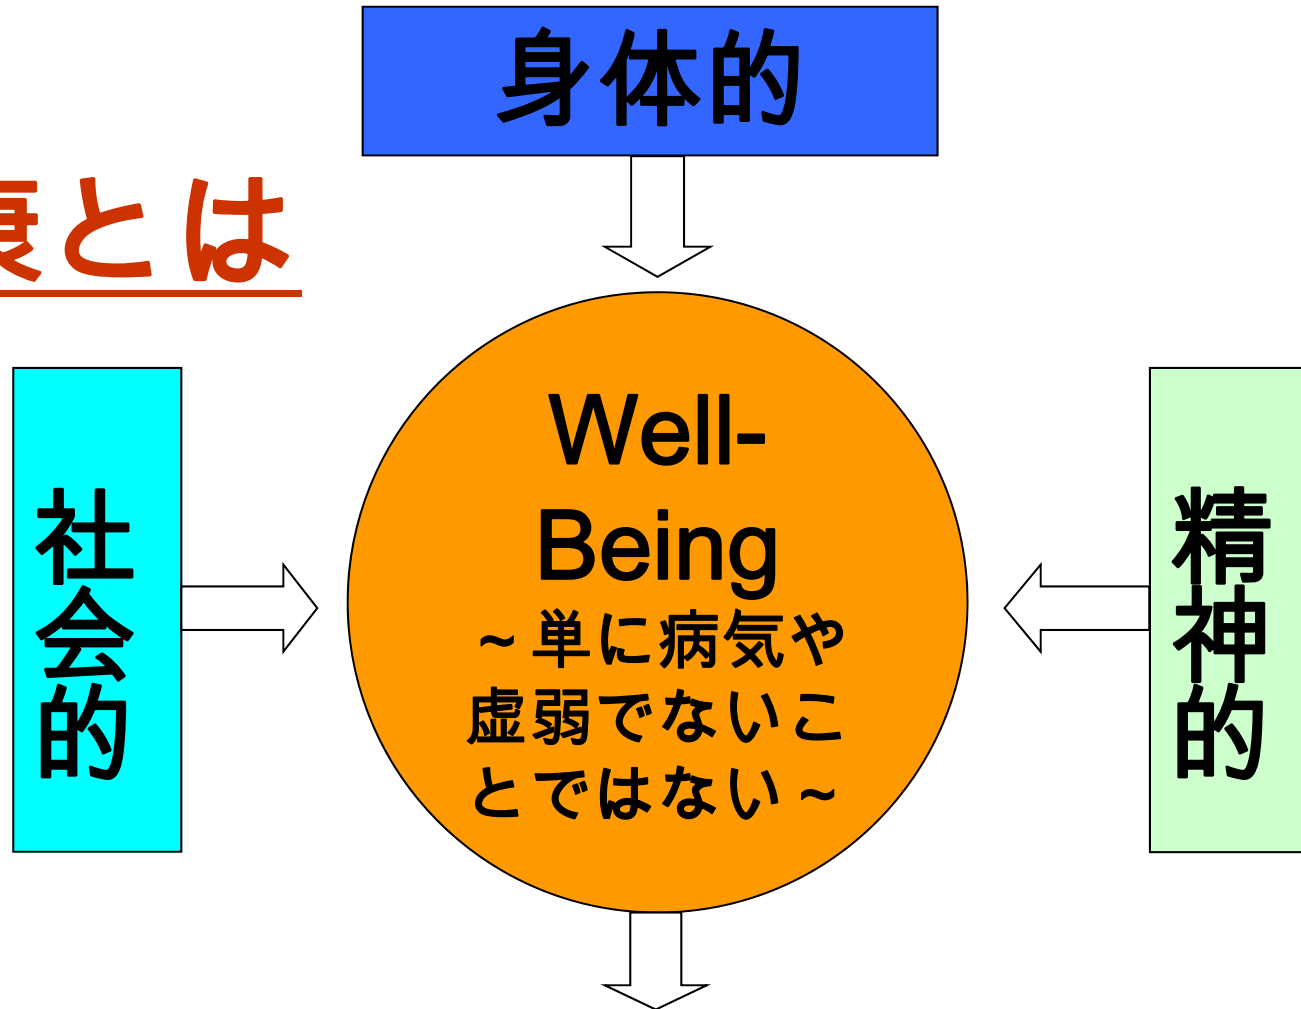 身体的
康とは
社会的
Well-
Being
~単に病気や
虚弱でないこ
とではない~
精神的